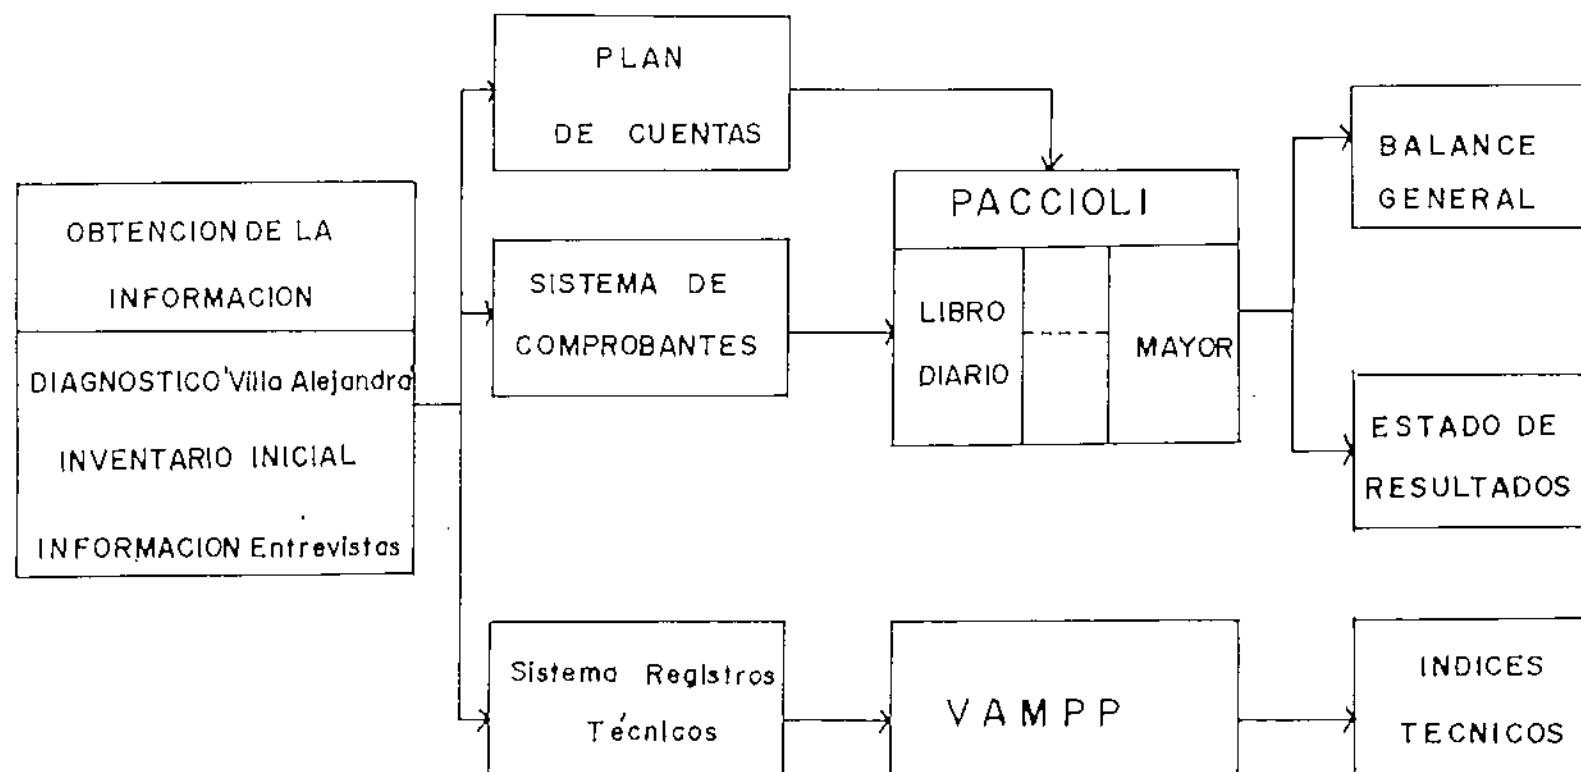 PLAN
DE CUENTAS
OBTENCION DE LA
INFORMACION
DIAGNOSTICO 'Villa Alejandra'
INVENTARIO INICIAL
INFORMACION Entrevistas
SISTEMA DE
COMPROBANTES
Sistema Registros
Técnicos
PACCIOLI
LIBRO
DIARIO
MAYOR
VAMPP
BALANCE
GENERAL
ESTADO DE
RESULTADOS
INDICES
TECNICOS